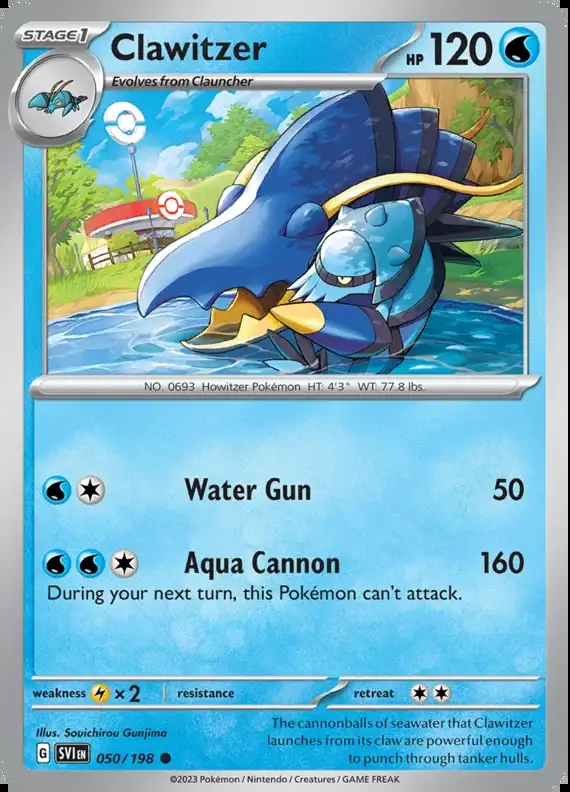 STAGE 1
Clawitzer
HP 120
Evolves from Clauncher
NO. 0693 Howitzer Pokémon HT: 4'3" WT: 77.8 lbs.
Water Gun 50
Aqua Cannon 160
During your next turn, this Pokémon can't attack.
weakness ×2 resistance retreat
Illus. Souichirou Gunjima
G SVI EN 050/198
The cannonballs of seawater that Clawitzer
launches from its claw are powerful enough
to punch through tanker hulls.
©2023 Pokémon / Nintendo / Creatures / GAME FREAK